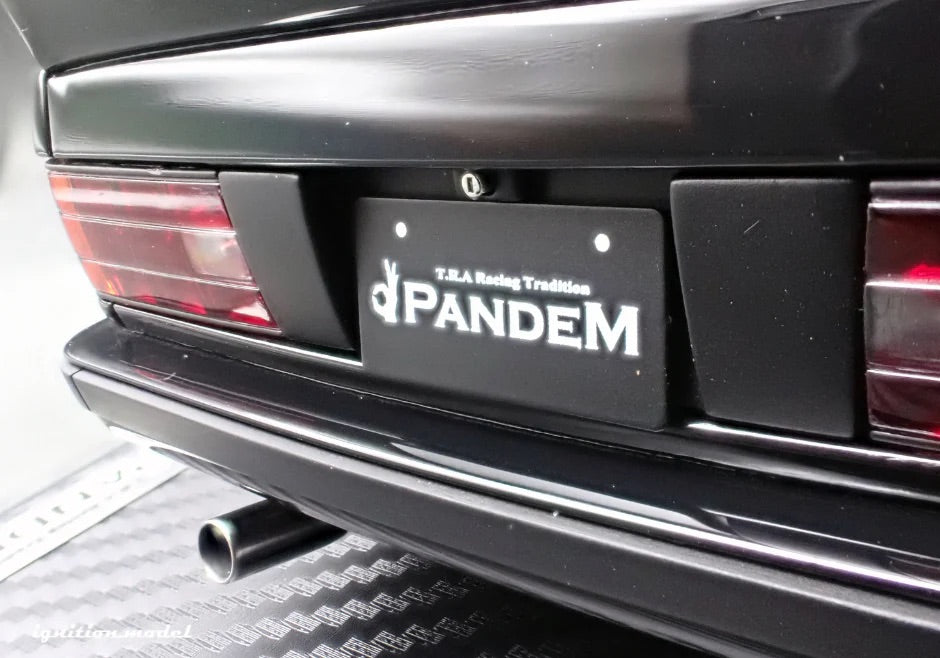 T.R.A Racing Tradition
PANDEM
ignition model